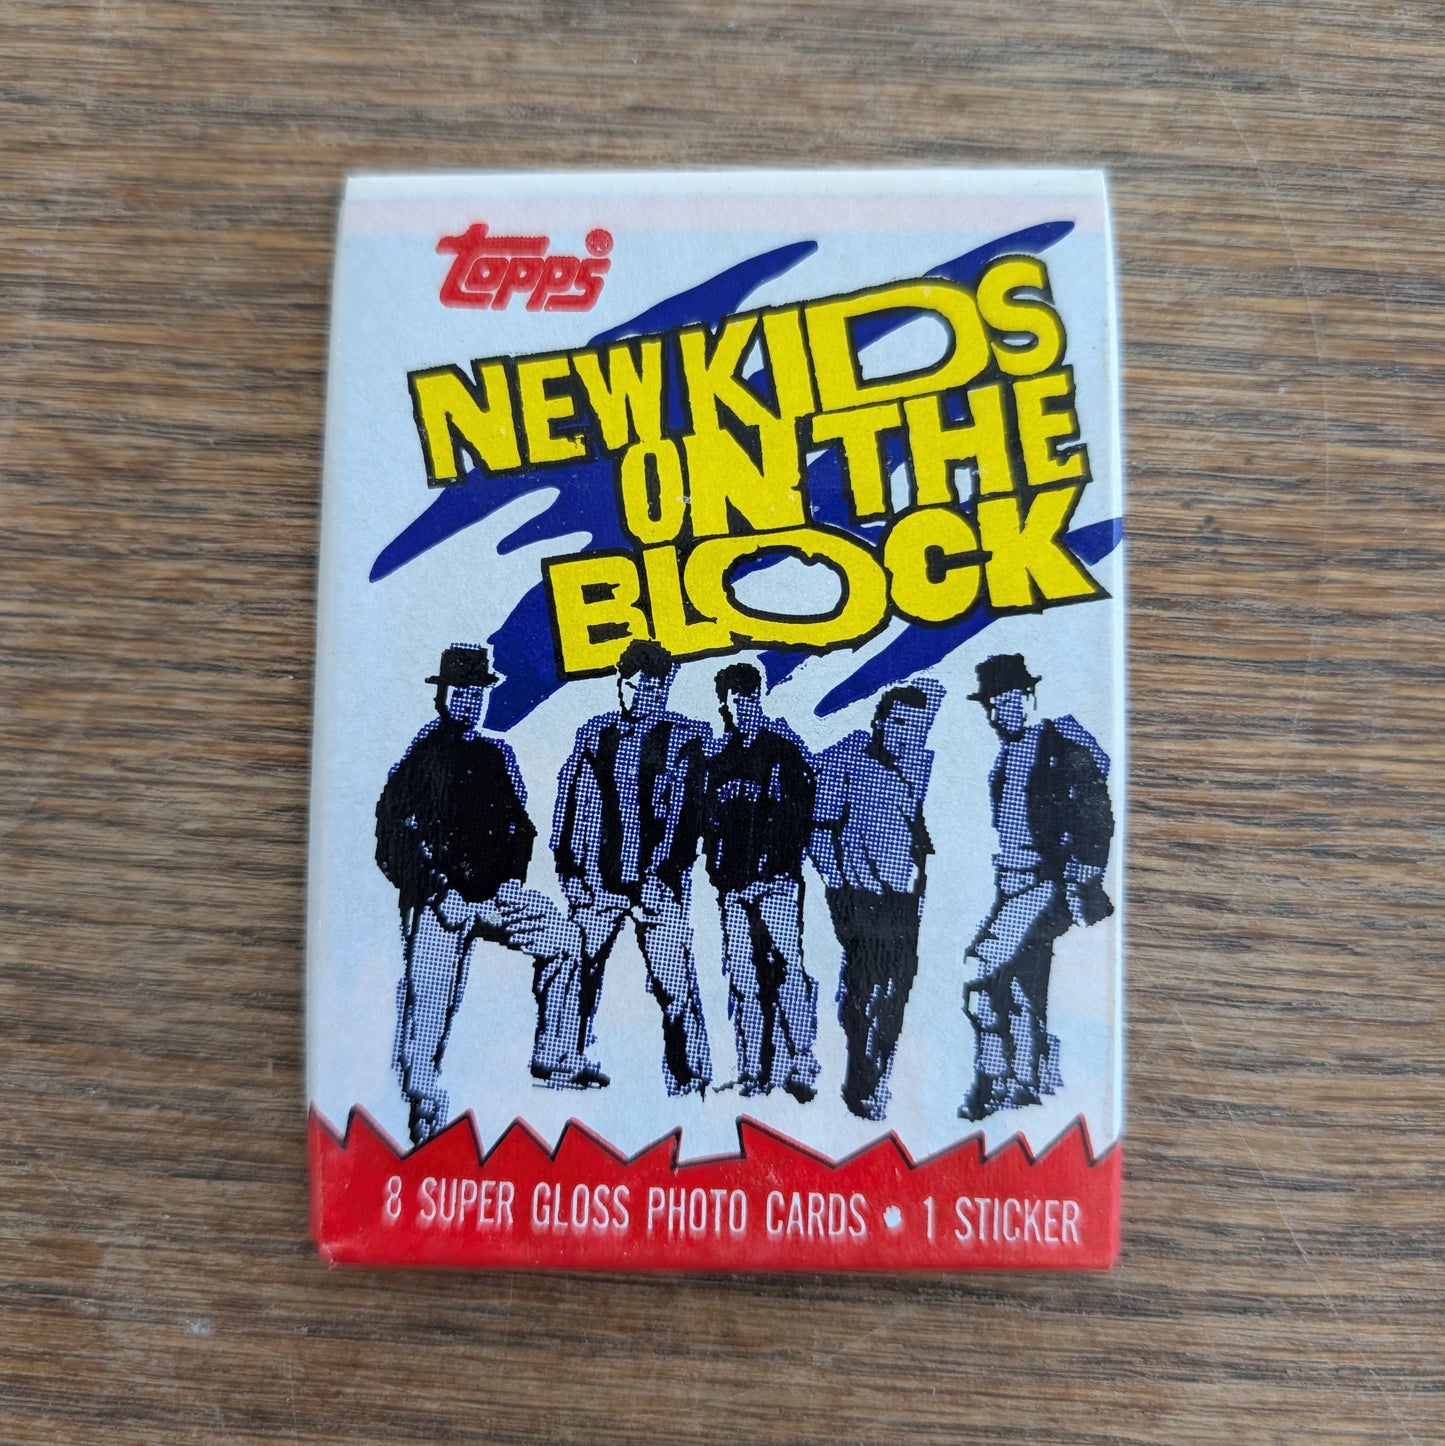 Topps®
NEW KIDS
ON THE
BLOCK
8 SUPER GLOSS PHOTO CARDS • 1 STICKER